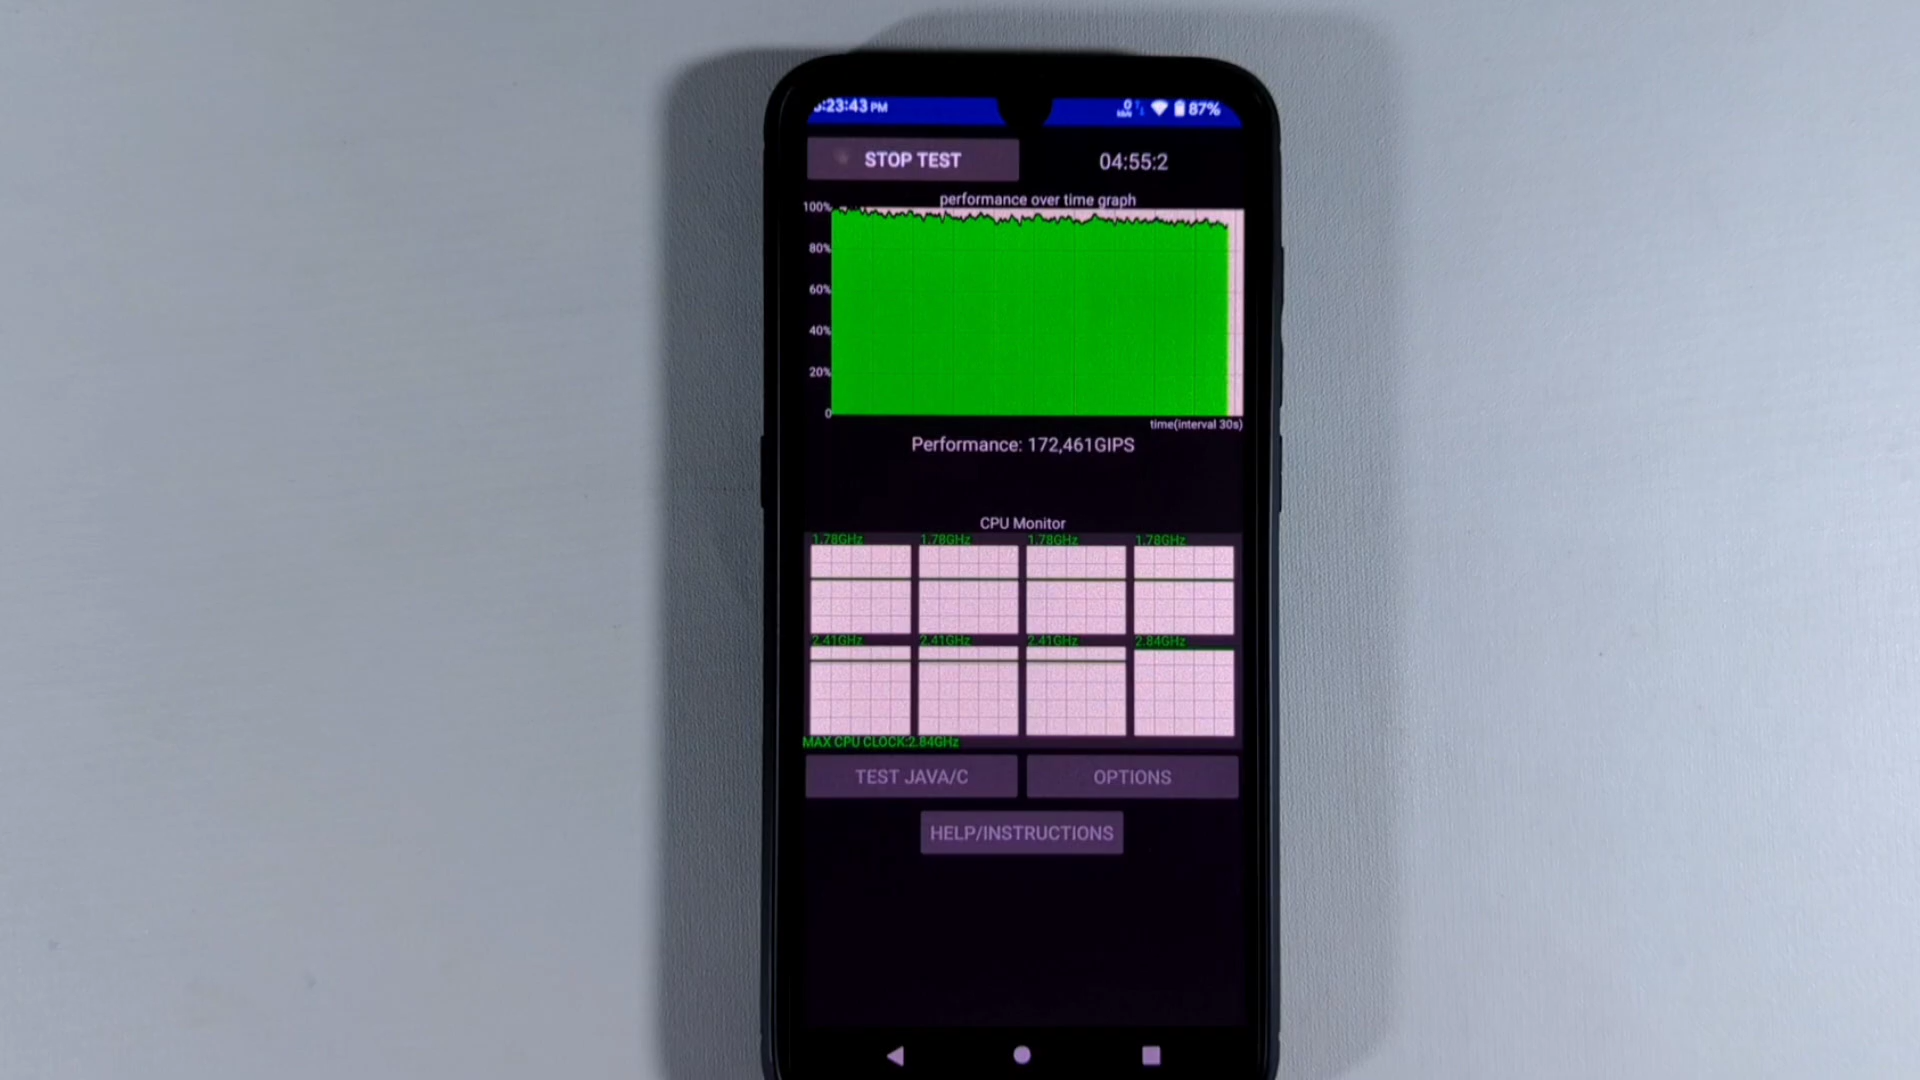 :23:43 PM 0 87%
STOP TEST 04:55:2
performance over time graph
100%
80%
60%
40%
20%
0
time(interval 30s)
Performance: 172,461GIPS
CPU Monitor
1.78GHz 1.78GHz 1.78GHz 1.78GHz
2.41GHz 2.41GHz 2.41GHz 2.84GHz
MAX CPU CLOCK:2.84GHz
TEST JAVA/C OPTIONS
HELP/INSTRUCTIONS